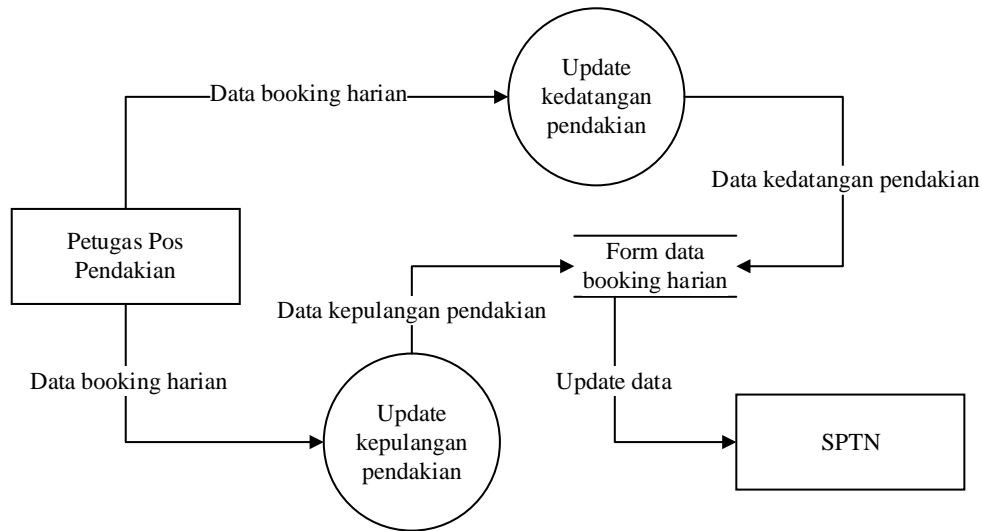 Update
kedatangan
pendakian
Data booking harian
Data kedatangan pendakian
Petugas Pos
Pendakian
Form data
booking harian
Data kepulangan pendakian
Data booking harian
Update data
Update
kepulangan
pendakian
SPTN